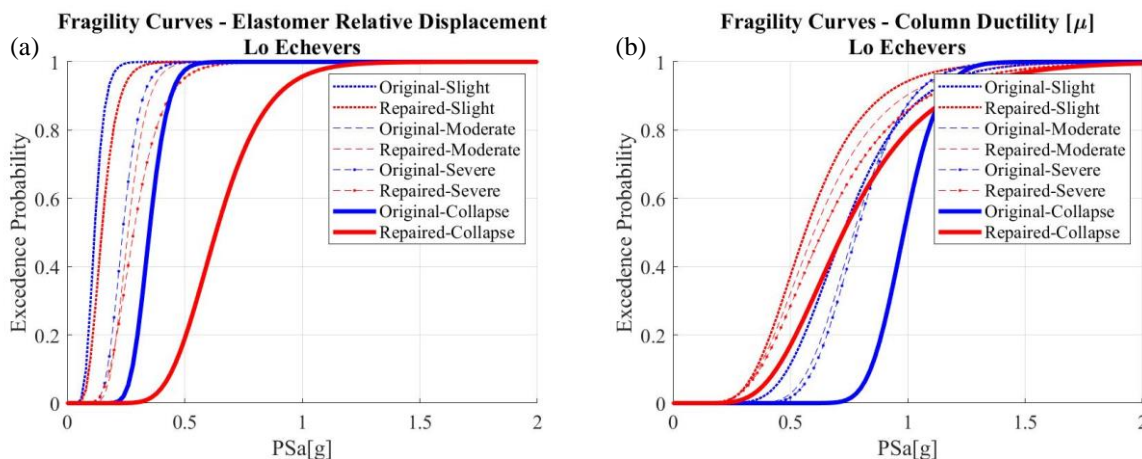 (a)
Fragility Curves - Elastomer Relative Displacement
Lo Echevers
Excedence Probability
1
0.8
0.6
0.4
0.2
0
0
0.5
1
1.5
2
PSa[g]
Original-Slight
Repaired-Slight
Original-Moderate
Repaired-Moderate
Original-Severe
Repaired-Severe
Original-Collapse
Repaired-Collapse
(b)
Fragility Curves - Column Ductility [μ]
Lo Echevers
Excedence Probability
1
0.8
0.6
0.4
0.2
0
0
0.5
1
1.5
2
PSa[g]
Original-Slight
Repaired-Slight
Original-Moderate
Repaired-Moderate
Original-Severe
Repaired-Severe
Original-Collapse
Repaired-Collapse